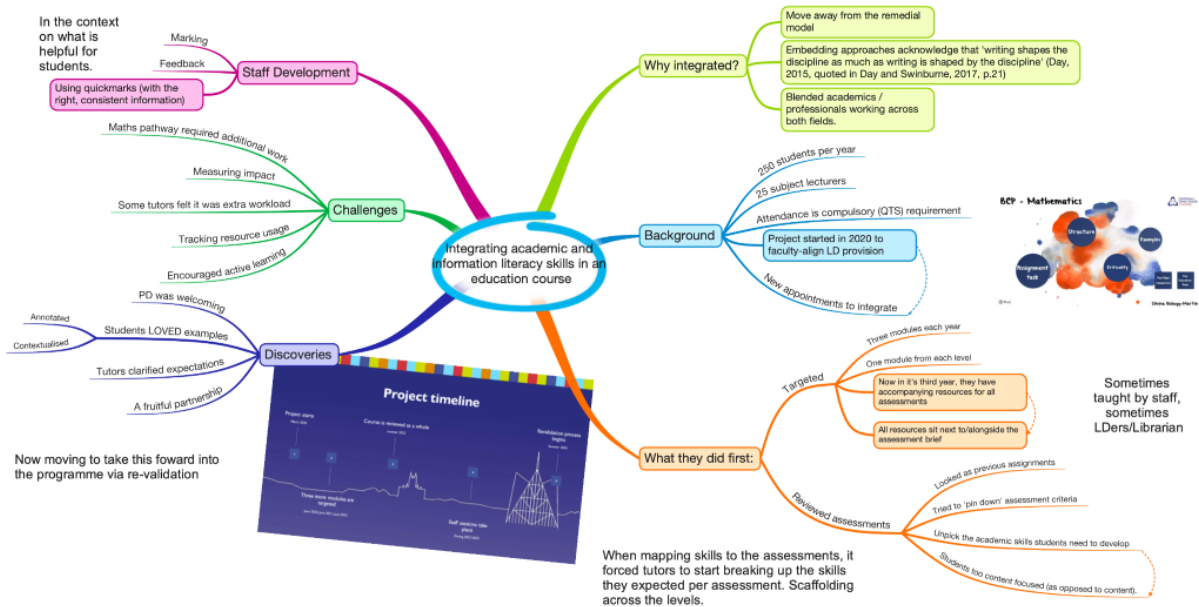 In the context
on what is
helpful for
students.
Marking
Feedback
Using quickmarks (with the
right, consistent information)
Staff Development
Maths pathway required additional work
Measuring impact
Some tutors felt it was extra workload
Tracking resource usage
Encouraged active learning
Challenges
PD was welcoming
Annotated
Contextualised
Students LOVED examples
Tutors clarified expectations
A fruitful partnership
Discoveries
Now moving to take this foward into
the programme via re-validation
Integrating academic and
information literacy skills in an
education course
Why integrated?
Move away from the remedial
model
Embedding approaches acknowledge that 'writing shapes the
discipline as much as writing is shaped by the discipline' (Day,
2015, quoted in Day and Swinburne, 2017, p.21)
Blended academics /
professionals working across
both fields.
Background
250 students per year
25 subject lecturers
Attendance is compulsory (QTS) requirement
Project started in 2020 to
faculty-align LD provision
New appointments to integrate
BCP - Mathematics
Structure
Examples
Assignment
task
Criticality
What they did first:
Targeted
Three modules each year
One module from each level
Now in it's third year, they have
accompanying resources for all
assessments
All resources sit next to/alongside the
assessment brief
Sometimes
taught by staff,
sometimes
LDers/Librarian
Reviewed assessments
Looked as previous assignments
Tried to 'pin down' assessment criteria
Unpick the academic skills students need to develop
Students too content focused (as opposed to content).
When mapping skills to the assessments, it
forced tutors to start breaking up the skills
they expected per assessment. Scaffolding
across the levels.
Project timeline
Project starts
Course is reviewed as a whole
Revalidation process
begins
Three more modules are
targeted
Staff sessions take
place